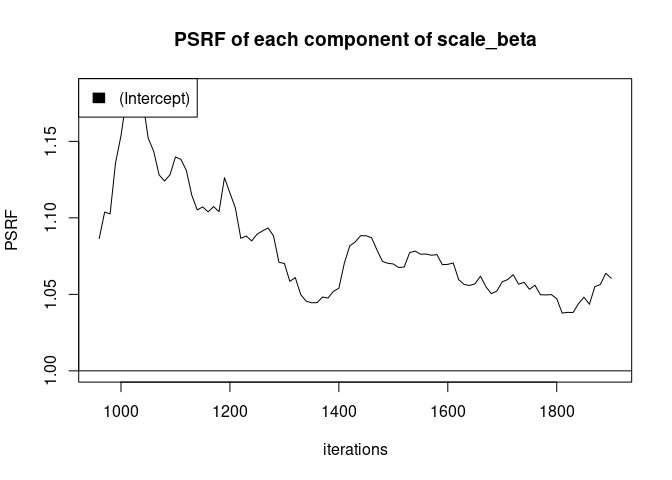 PSRF of each component of scale_beta
(Intercept)
PSRF
1.15
1.10
1.05
1.00
1000 1200 1400 1600 1800
iterations